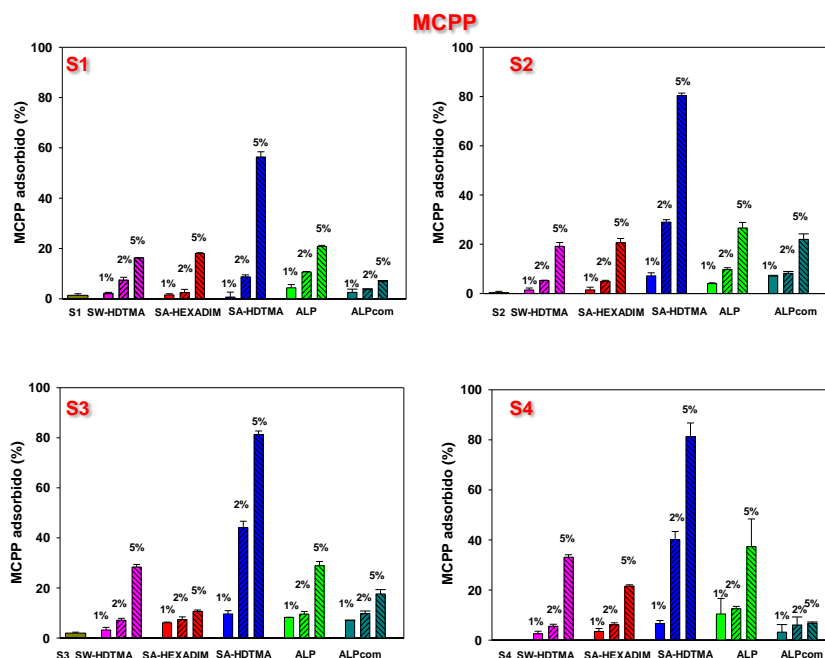 MCPP
S1
MCPP adsorbido (%)
100
80
60
40
20
0
1% 2% 5%
1% 2% 5%
1% 2% 5%
1% 2% 5%
1% 2% 5%
S1 SW-HDTMA SA-HEXADIM SA-HDTMA ALP ALPcom
S2
MCPP adsorbido (%)
100
80
60
40
20
0
1% 2% 5%
1% 2% 5%
1% 2% 5%
1% 2% 5%
1% 2% 5%
S2 SW-HDTMA SA-HEXADIM SA-HDTMA ALP ALPcom
S3
MCPP adsorbido (%)
100
80
60
40
20
0
1% 2% 5%
1% 2% 5%
1% 2% 5%
1% 2% 5%
1% 2% 5%
S3 SW-HDTMA SA-HEXADIM SA-HDTMA ALP ALPcom
S4
MCPP adsorbido (%)
100
80
60
40
20
0
1% 2% 5%
1% 2% 5%
1% 2% 5%
1% 2% 5%
1% 2% 5%
S4 SW-HDTMA SA-HEXADIM SA-HDTMA ALP ALPcom